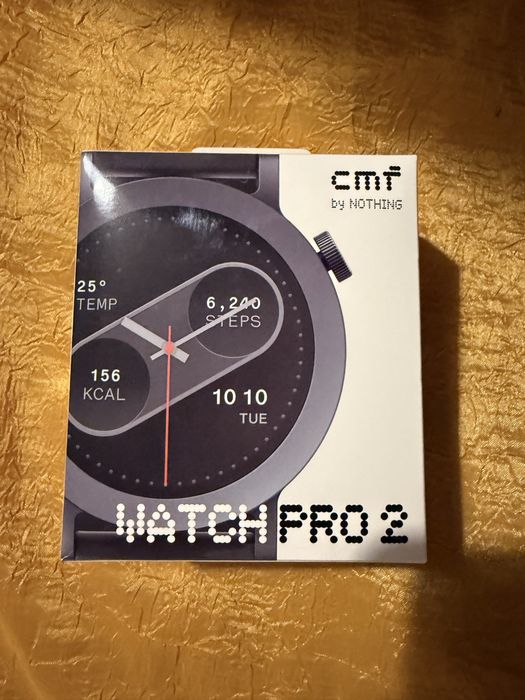 cmf
by NOTHING
25°
TEMP
6,240
STEPS
156
KCAL
10 10
TUE
WATCH PRO 2